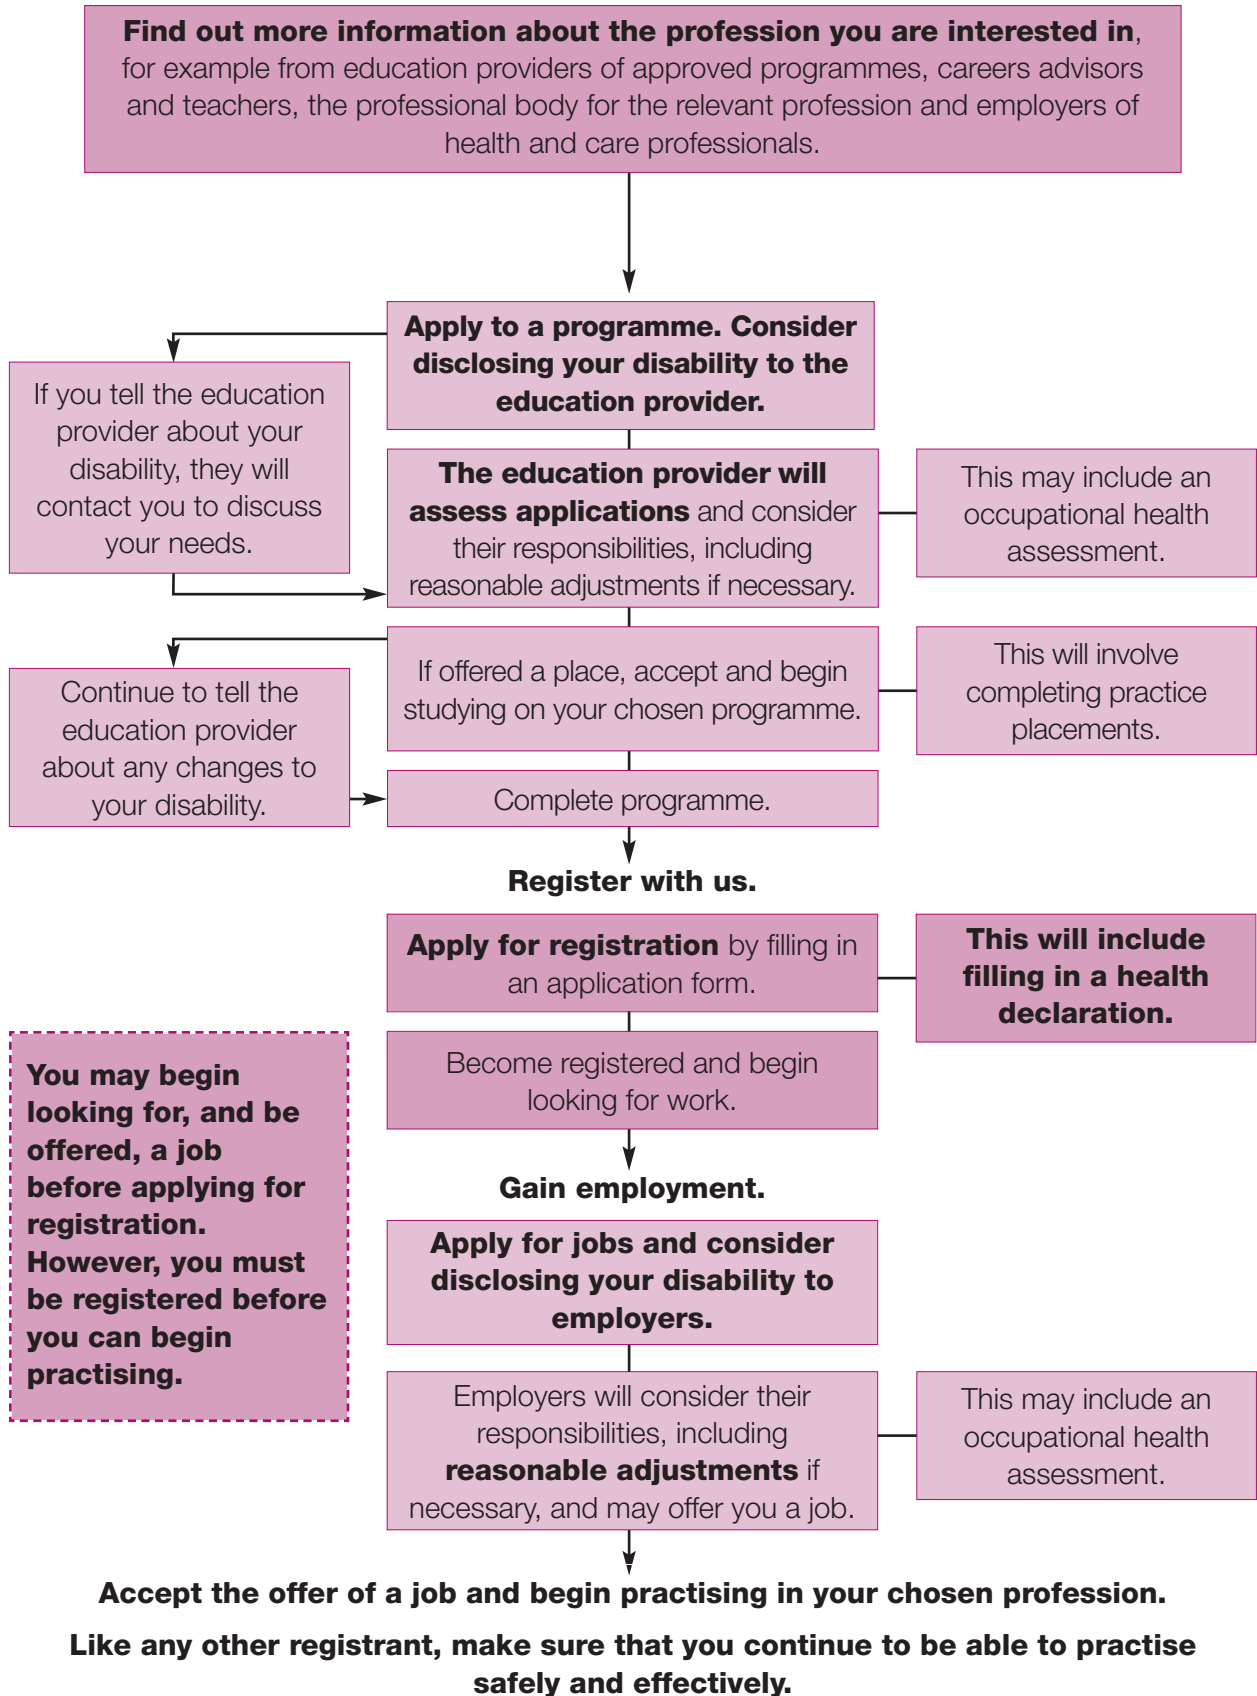 Find out more information about the profession you are interested in,
for example from education providers of approved programmes, careers advisors
and teachers, the professional body for the relevant profession and employers of
health and care professionals.
Apply to a programme. Consider
disclosing your disability to the
education provider.
If you tell the education
provider about your
disability, they will
contact you to discuss
your needs.
The education provider will
assess applications and consider
their responsibilities, including
reasonable adjustments if necessary.
This may include an
occupational health
assessment.
If offered a place, accept and begin
studying on your chosen programme.
This will involve
completing practice
placements.
Continue to tell the
education provider
about any changes to
your disability.
Complete programme.
Register with us.
Apply for registration by filling in
an application form.
This will include
filling in a health
declaration.
Become registered and begin
looking for work.
You may begin
looking for, and be
offered, a job
before applying for
registration.
However, you must
be registered before
you can begin
practising.
Gain employment.
Apply for jobs and consider
disclosing your disability to
employers.
Employers will consider their
responsibilities, including
reasonable adjustments if
necessary, and may offer you a job.
This may include an
occupational health
assessment.
Accept the offer of a job and begin practising in your chosen profession.
Like any other registrant, make sure that you continue to be able to practise
safely and effectively.